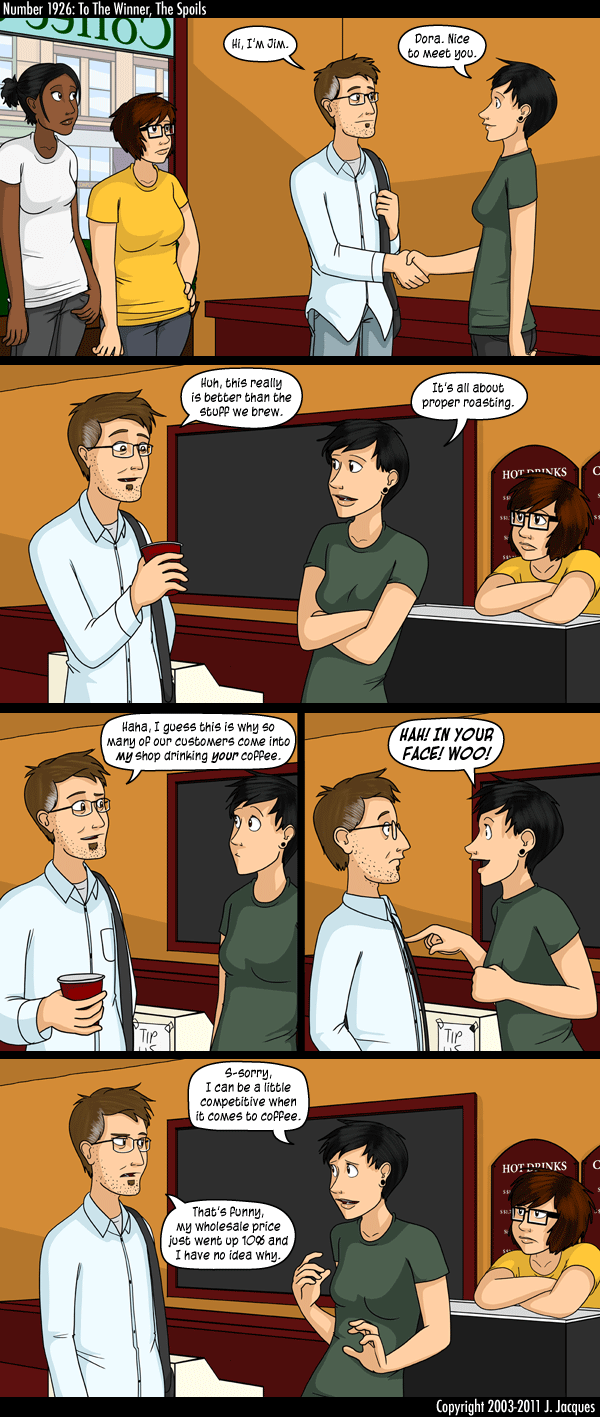 Number 1926: To The Winner, The Spoils
Coffee
Hi, I'm Jim.
Dora. Nice
to meet you.
Huh, this really
is better than the
stuff we brew.
It's all about
proper roasting.
HOT DRINKS
Haha, I guess this is why so
many of our customers come into
my shop drinking your coffee.
TIP
US
HAH! IN YOUR
FACE! WOO!
TIP
US
S-sorry,
I can be a little
competitive when
it comes to coffee.
That's funny,
my wholesale price
just went up 10% and
I have no idea why.
HOT DRINKS
Copyright 2003-2011 J. Jacques